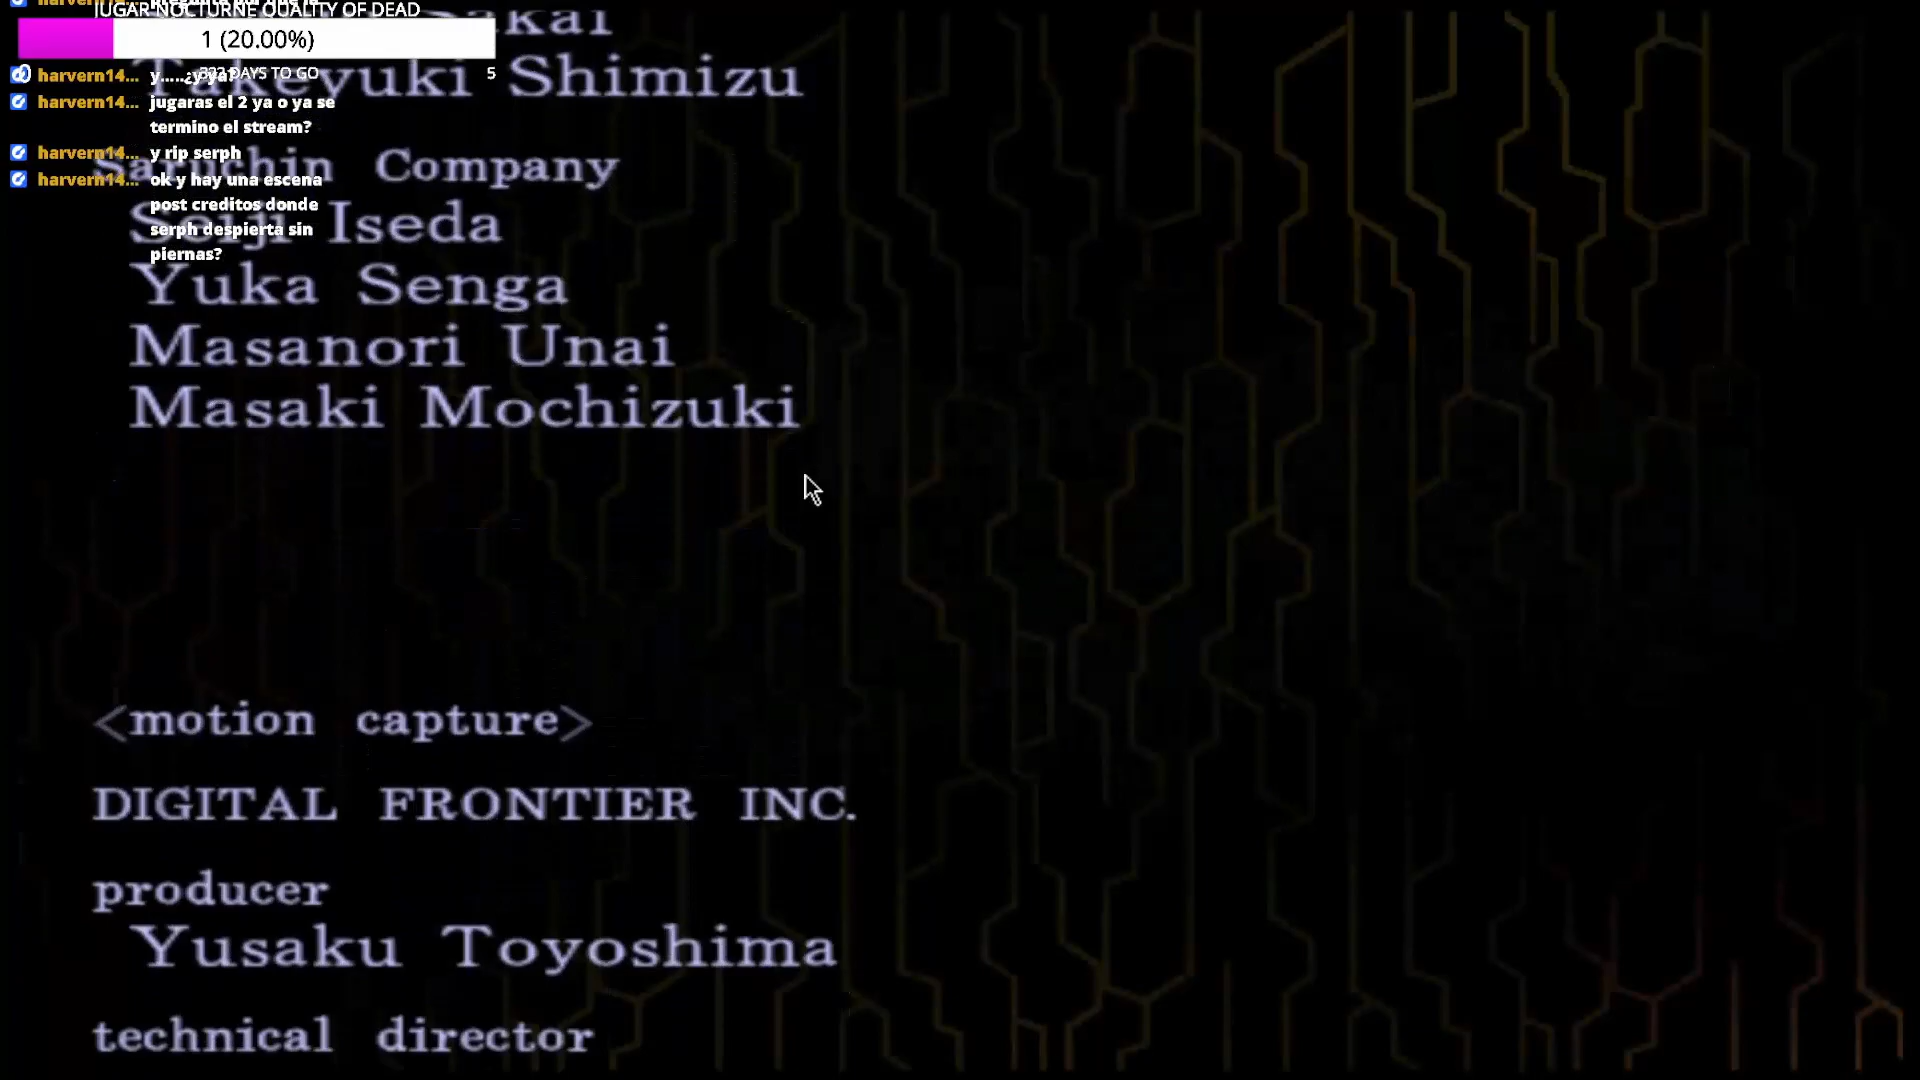 JUGAR NOCTURNE QUALITY OF DEAD
1 (20.00%)
0
322 DAYS TO GO
5
Takeyuki Shimizu
harvern14... y.....¿y ya?
harvern14... jugaras el 2 ya o ya se
termino el stream?
harvern14... y rip serph
harvern14... ok y hay una escena
post creditos donde
serph despierta sin
piernas?
Company
Seiji Iseda
Yuka Senga
Masanori Unai
Masaki Mochizuki
<motion capture>
DIGITAL FRONTIER INC.
producer
Yusaku Toyoshima
technical director